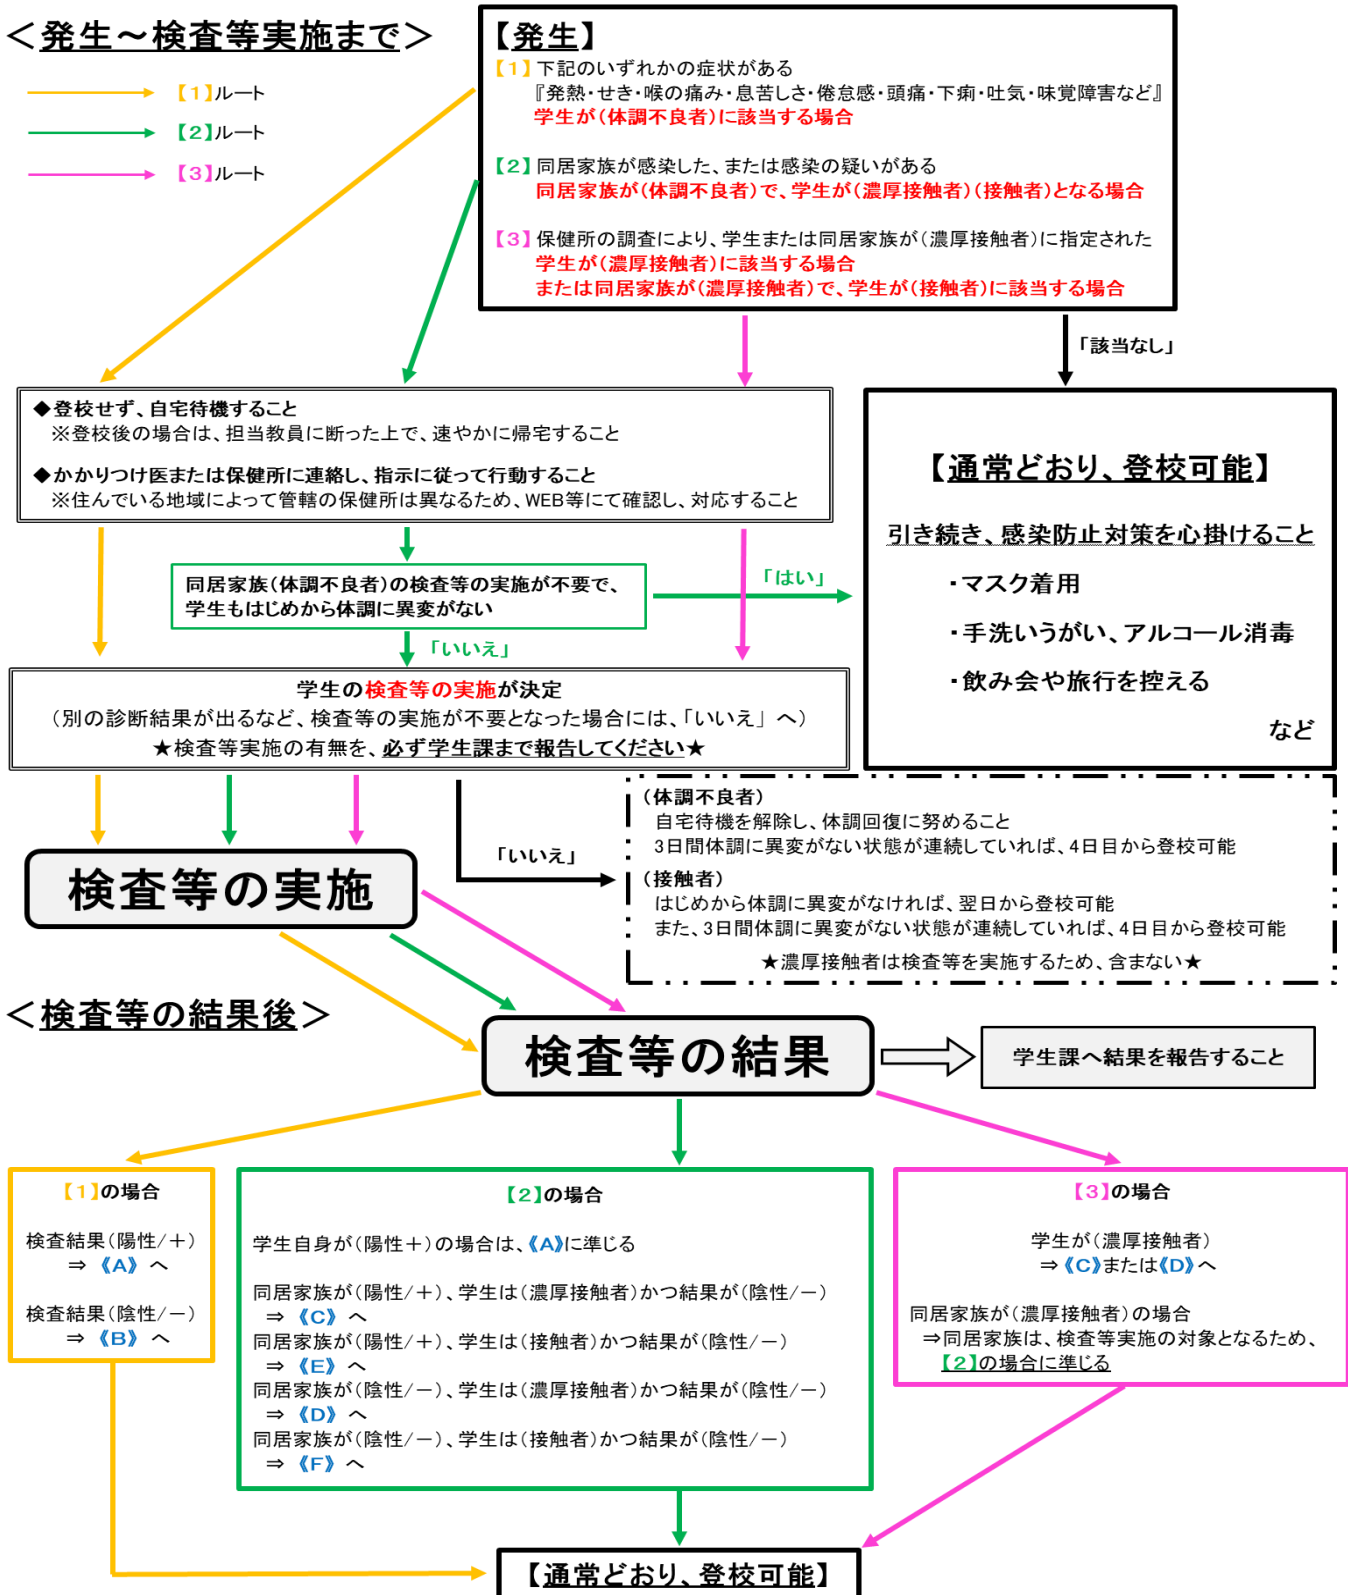 ＜発生～検査等実施まで＞
【1】ルート
【2】ルート
【3】ルート
【発生】
【1】下記のいずれかの症状がある
『発熱・せき・喉の痛み・息苦しさ・倦怠感・頭痛・下痢・吐気・味覚障害など』
学生が（体調不良者）に該当する場合
【2】同居家族が感染した、または感染の疑いがある
同居家族が（体調不良者）で、学生が（濃厚接触者）（接触者）となる場合
【3】保健所の調査により、学生または同居家族が（濃厚接触者）に指定された
学生が（濃厚接触者）に該当する場合
または同居家族が（濃厚接触者）で、学生が（接触者）に該当する場合
「該当なし」
◆登校せず、自宅待機すること
※登校後の場合は、担当教員に断った上で、速やかに帰宅すること
◆かかりつけ医または保健所に連絡し、指示に従って行動すること
※住んでいる地域によって管轄の保健所は異なるため、WEB等にて確認し、対応すること
【通常どおり、登校可能】
引き続き、感染防止対策を心掛けること
・マスク着用
・手洗いうがい、アルコール消毒
・飲み会や旅行を控える
など
同居家族（体調不良者）の検査等の実施が不要で、
学生もはじめから体調に異変がない
「はい」
「いいえ」
学生の検査等の実施が決定
（別の診断結果が出るなど、検査等の実施が不要となった場合には、「いいえ」へ）
★検査等実施の有無を、必ず学生課まで報告してください★
「いいえ」
（体調不良者）
自宅待機を解除し、体調回復に努めること
3日間体調に異変がない状態が連続していれば、4日目から登校可能
（接触者）
はじめから体調に異変がなければ、翌日から登校可能
また、3日間体調に異変がない状態が連続していれば、4日目から登校可能
★濃厚接触者は検査等を実施するため、含まない★
検査等の実施
＜検査等の結果後＞
検査等の結果
学生課へ結果を報告すること
【1】の場合
検査結果（陽性/＋）
⇒ 《A》 へ
検査結果（陰性/－）
⇒ 《B》 へ
【2】の場合
学生自身が（陽性＋）の場合は、《A》に準じる
同居家族が（陽性/＋）、学生は（濃厚接触者）かつ結果が（陰性/－）
⇒ 《C》 へ
同居家族が（陽性/＋）、学生は（接触者）かつ結果が（陰性/－）
⇒ 《E》 へ
同居家族が（陰性/－）、学生は（濃厚接触者）かつ結果が（陰性/－）
⇒ 《D》 へ
同居家族が（陰性/－）、学生は（接触者）かつ結果が（陰性/－）
⇒ 《F》 へ
【3】の場合
学生が（濃厚接触者）
⇒《C》または《D》へ
同居家族が（濃厚接触者）の場合
⇒同居家族は、検査等実施の対象となるため、
【2】の場合に準じる
【通常どおり、登校可能】